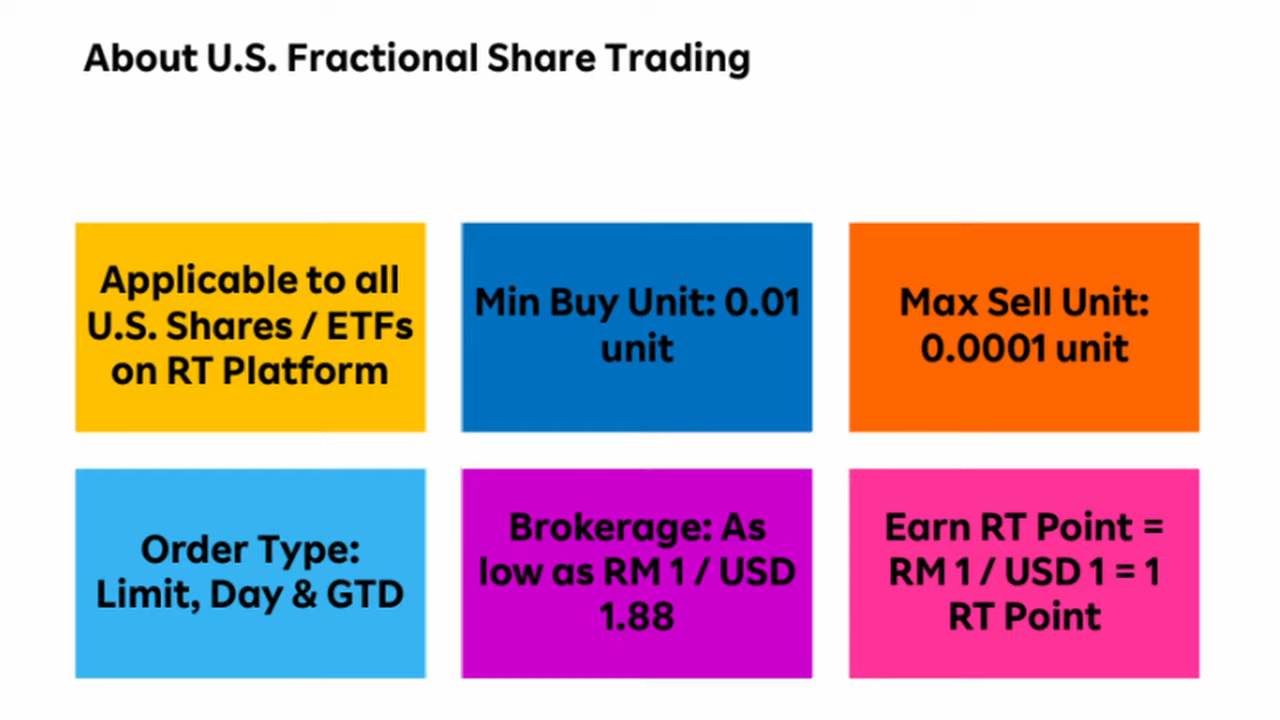 About U.S. Fractional Share Trading
Applicable to all
U.S. Shares / ETFs
on RT Platform
Min Buy Unit: 0.01
unit
Max Sell Unit:
0.0001 unit
Order Type:
Limit, Day & GTD
Brokerage: As
low as RM 1 / USD
1.88
Earn RT Point =
RM 1 / USD 1 = 1
RT Point